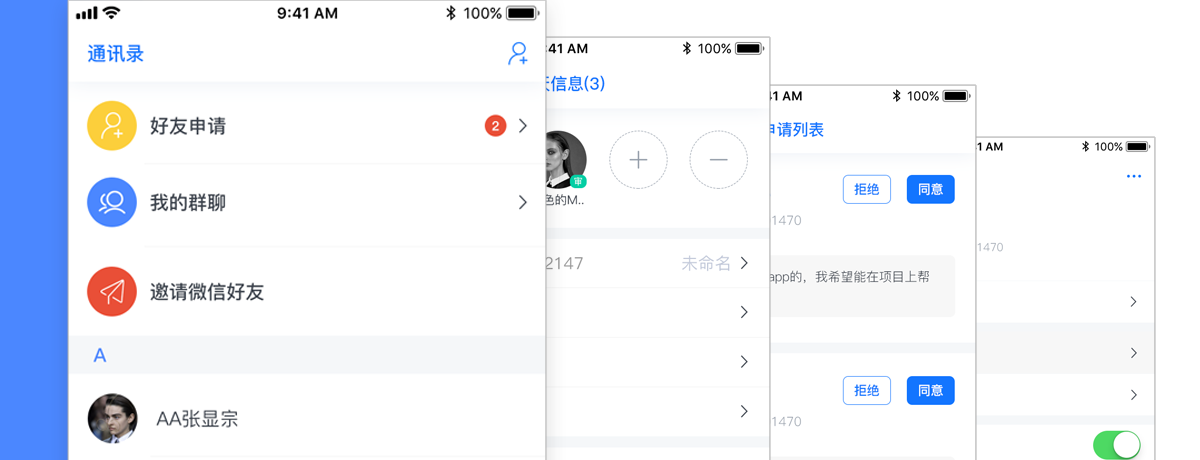 9:41 AM
100%
通讯录
好友申请
2
我的群聊
邀请微信好友
A
AA张显宗
:41 AM
100%
信息(3)
审
色的M..
2147
未命名
41 AM
100%
申请列表
拒绝
同意
1470
app的，我希望能在项目上帮
拒绝
同意
1470
1 AM
100%
1470